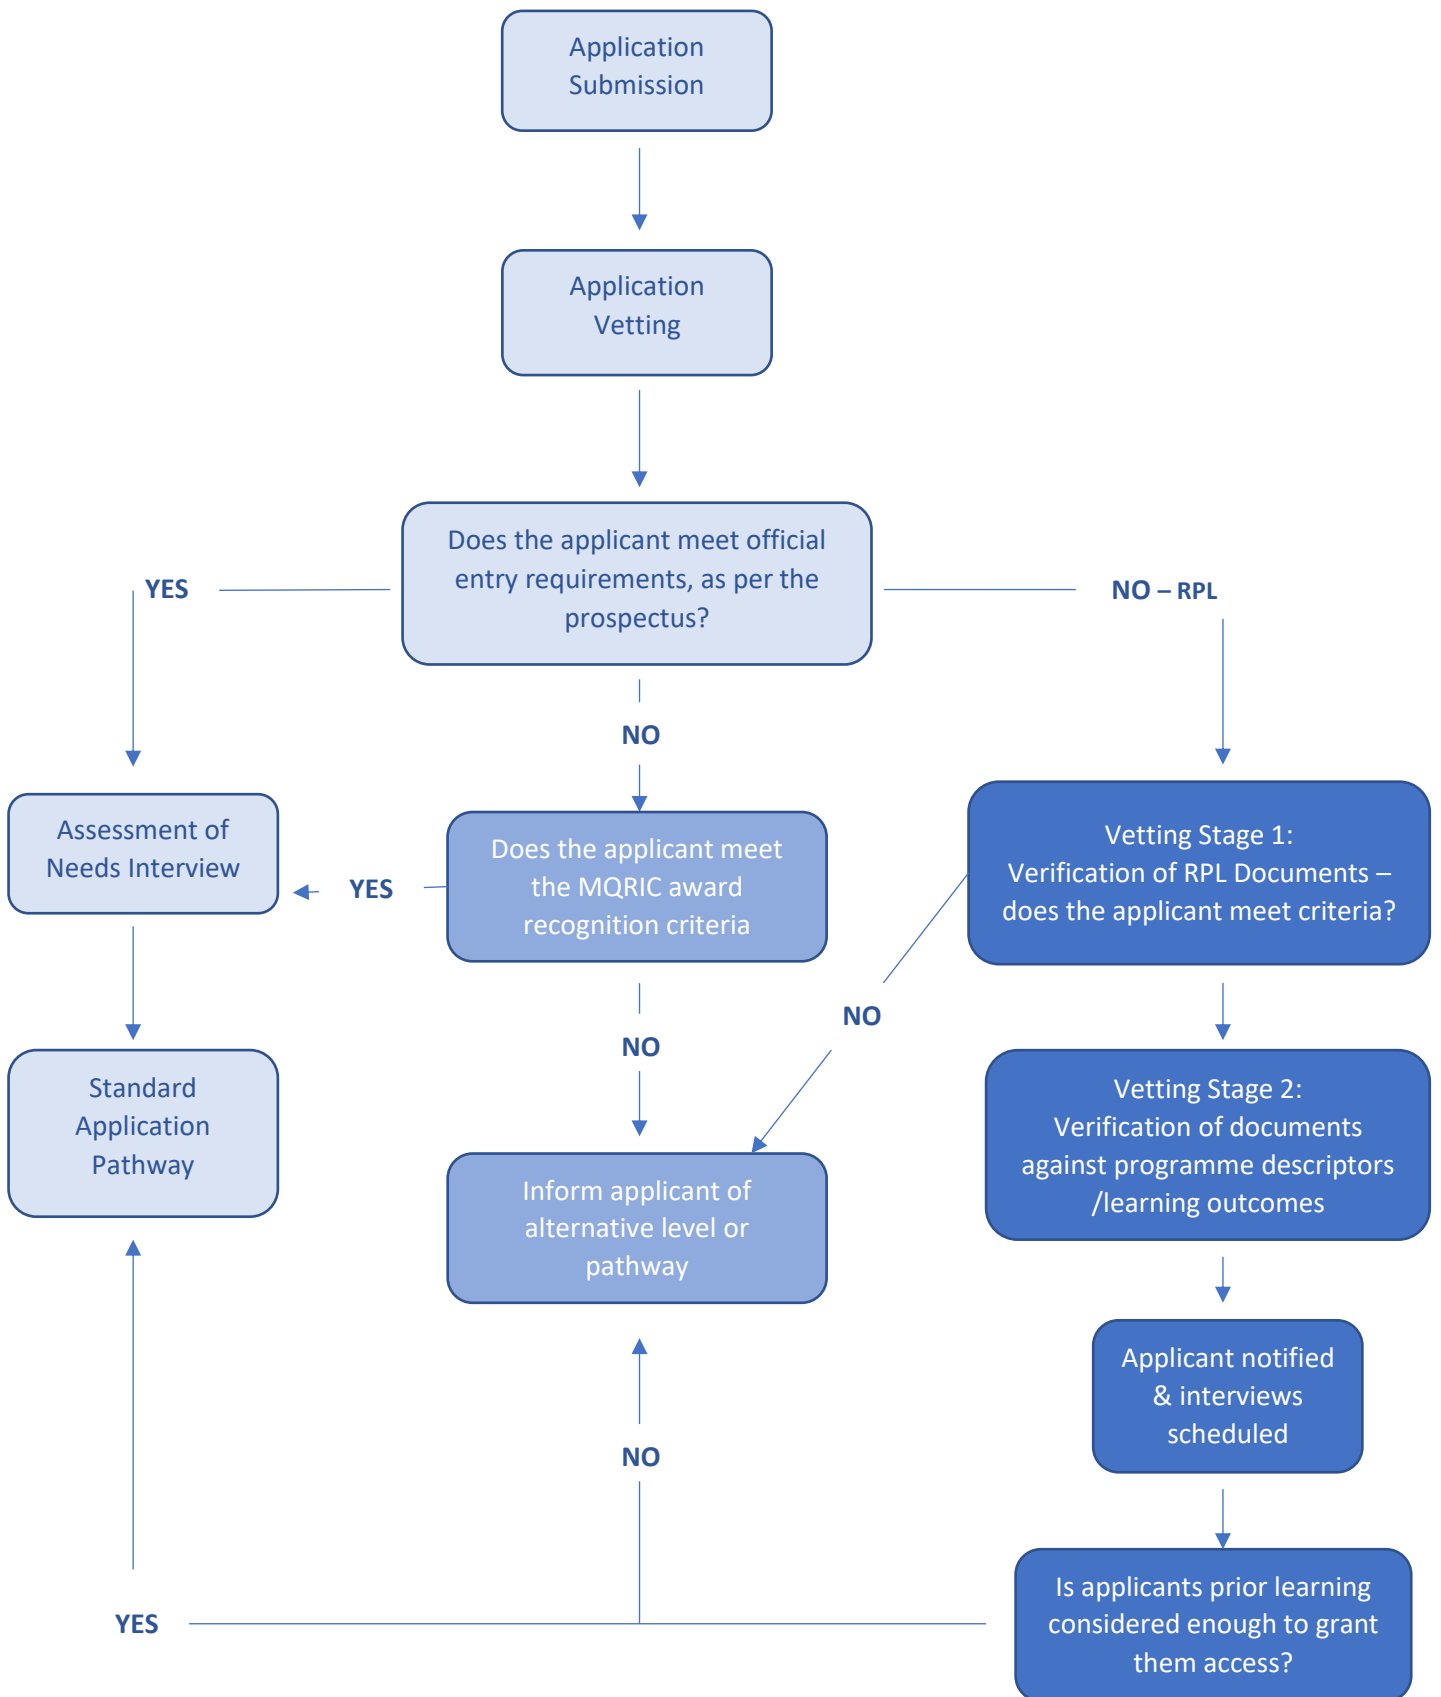 Application
Submission
Application
Vetting
Does the applicant meet official
entry requirements, as per the
prospectus?
YES
NO – RPL
NO
Assessment of
Needs Interview
YES
Does the applicant meet
the MQRIC award
recognition criteria
Vetting Stage 1:
Verification of RPL Documents –
does the applicant meet criteria?
NO
NO
Standard
Application
Pathway
Inform applicant of
alternative level or
pathway
Vetting Stage 2:
Verification of documents
against programme descriptors
/learning outcomes
Applicant notified
& interviews
scheduled
NO
YES
Is applicants prior learning
considered enough to grant
them access?